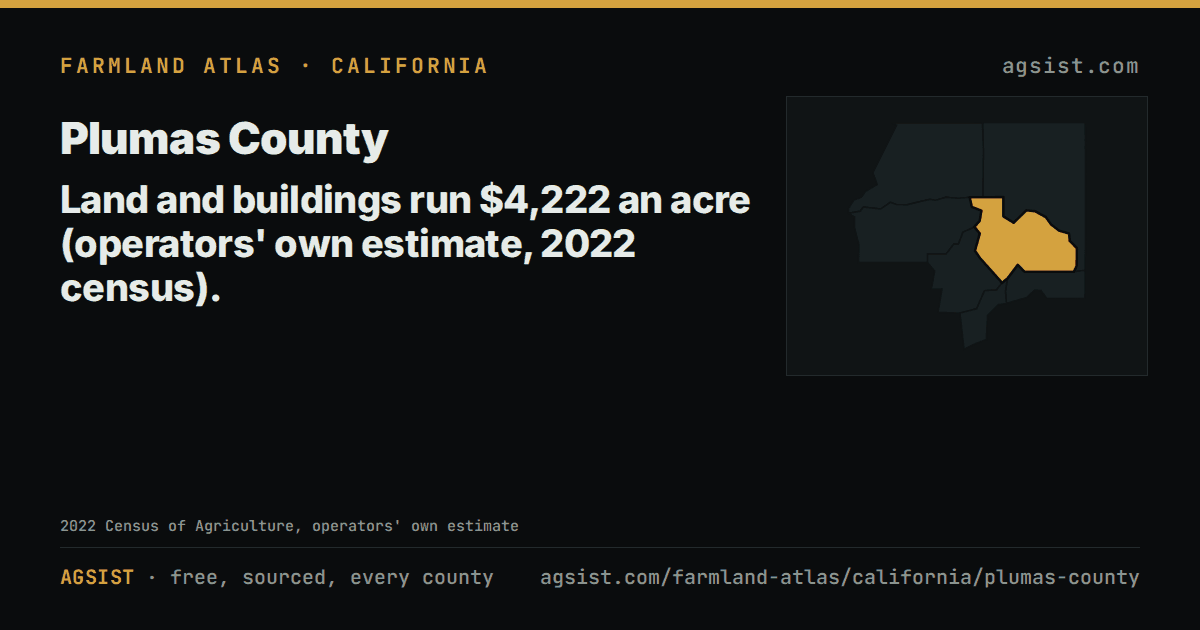 FARMLAND ATLAS · CALIFORNIA
agsist.com
Plumas County
Land and buildings run $4,222 an acre
(operators' own estimate, 2022
census).
2022 Census of Agriculture, operators' own estimate
AGSIST · free, sourced, every county
agsist.com/farmland-atlas/california/plumas-county